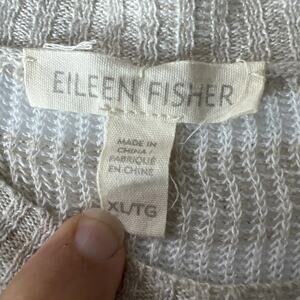 EILEEN FISHER
MADE IN
CHINA /
FABRIQUÉ
EN CHINE
XL/TG